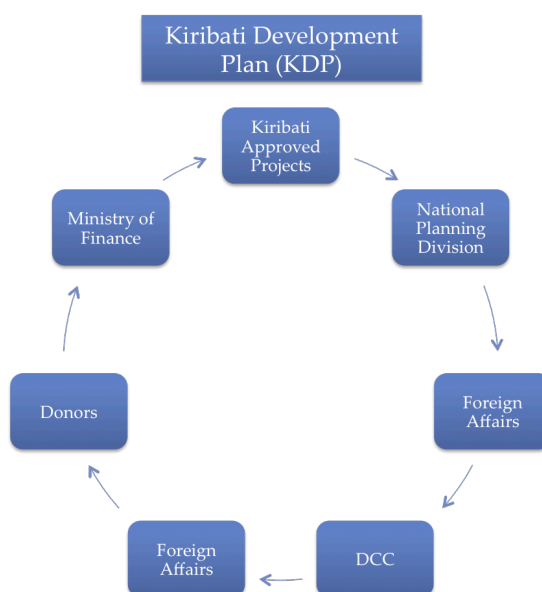 Kiribati Development
Plan (KDP)
Kiribati
Approved
Projects
National
Planning
Division
Foreign
Affairs
DCC
Foreign
Affairs
Donors
Ministry of
Finance